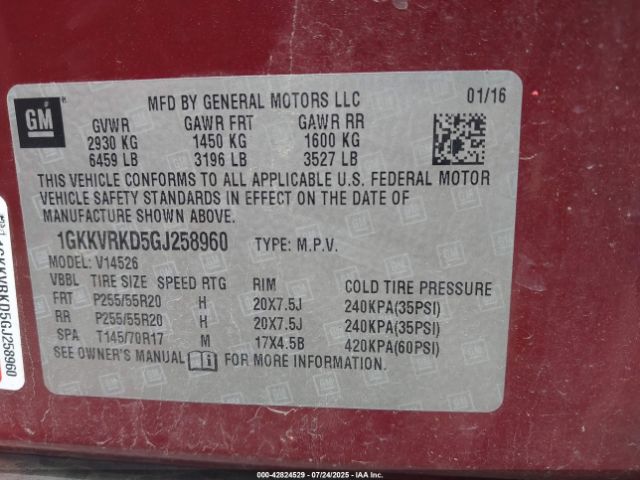 GM
MFD BY GENERAL MOTORS LLC 01/16
GVWR GAWR FRT GAWR RR
2930 KG 1450 KG 1600 KG
6459 LB 3196 LB 3527 LB
THIS VEHICLE CONFORMS TO ALL APPLICABLE U.S. FEDERAL MOTOR
VEHICLE SAFETY STANDARDS IN EFFECT ON THE DATE OF
MANUFACTURE SHOWN ABOVE.
1GKKVRKD5GJ258960 TYPE: M.P.V.
MODEL: V14526
VBBL TIRE SIZE SPEED RTG RIM COLD TIRE PRESSURE
FRT P255/55R20 H 20X7.5J 240KPA(35PSI)
RR P255/55R20 H 20X7.5J 240KPA(35PSI)
SPA T145/70R17 M 17X4.5B 420KPA(60PSI)
SEE OWNER'S MANUAL FOR MORE INFORMATION.
1GKKVRKD5GJ258960
000-42824529 - 07/24/2025 - IAA Inc.